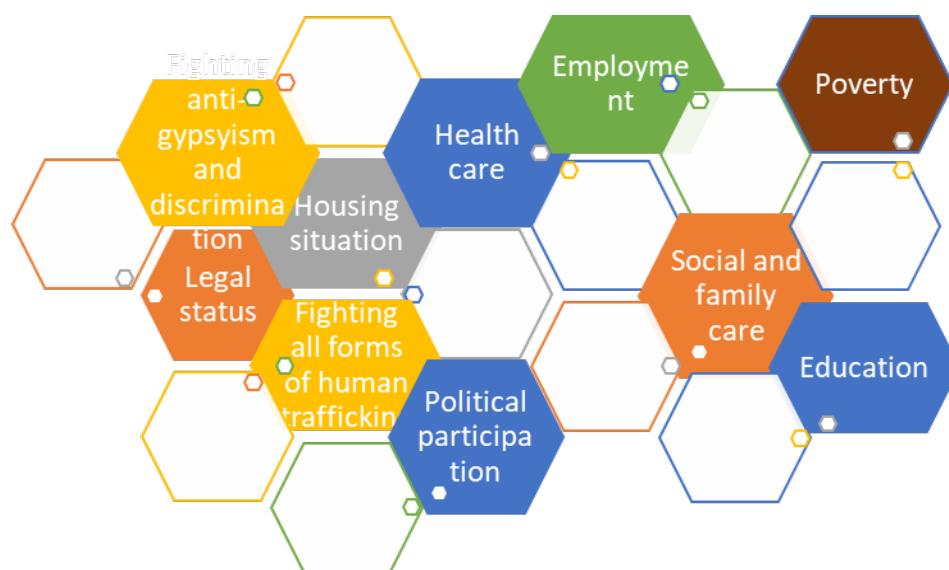 Fighting
anti-
gypsyism
and
discrimina
tion
Housing
situation
Health
care
Employme
nt
Poverty
Legal
status
Fighting
all forms
of human
trafficking
Political
participa
tion
Social and
family
care
Education